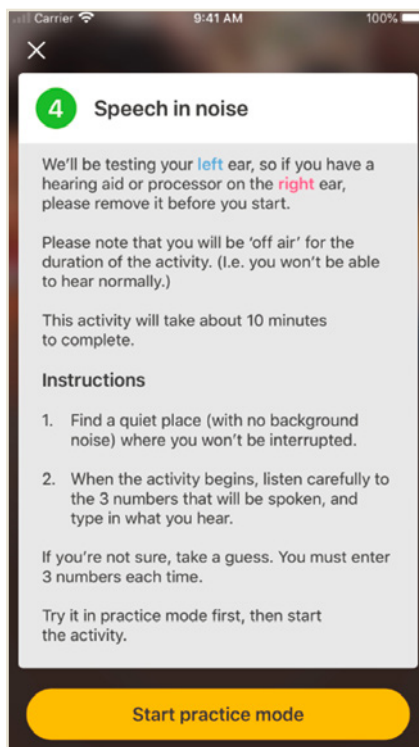 Carrier 9:41 AM 100%
4 Speech in noise
We'll be testing your left ear, so if you have a
hearing aid or processor on the right ear,
please remove it before you start.
Please note that you will be 'off air' for the
duration of the activity. (I.e. you won't be able
to hear normally.)
This activity will take about 10 minutes
to complete.
Instructions
1. Find a quiet place (with no background
noise) where you won't be interrupted.
2. When the activity begins, listen carefully to
the 3 numbers that will be spoken, and
type in what you hear.
If you're not sure, take a guess. You must enter
3 numbers each time.
Try it in practice mode first, then start
the activity.
Start practice mode